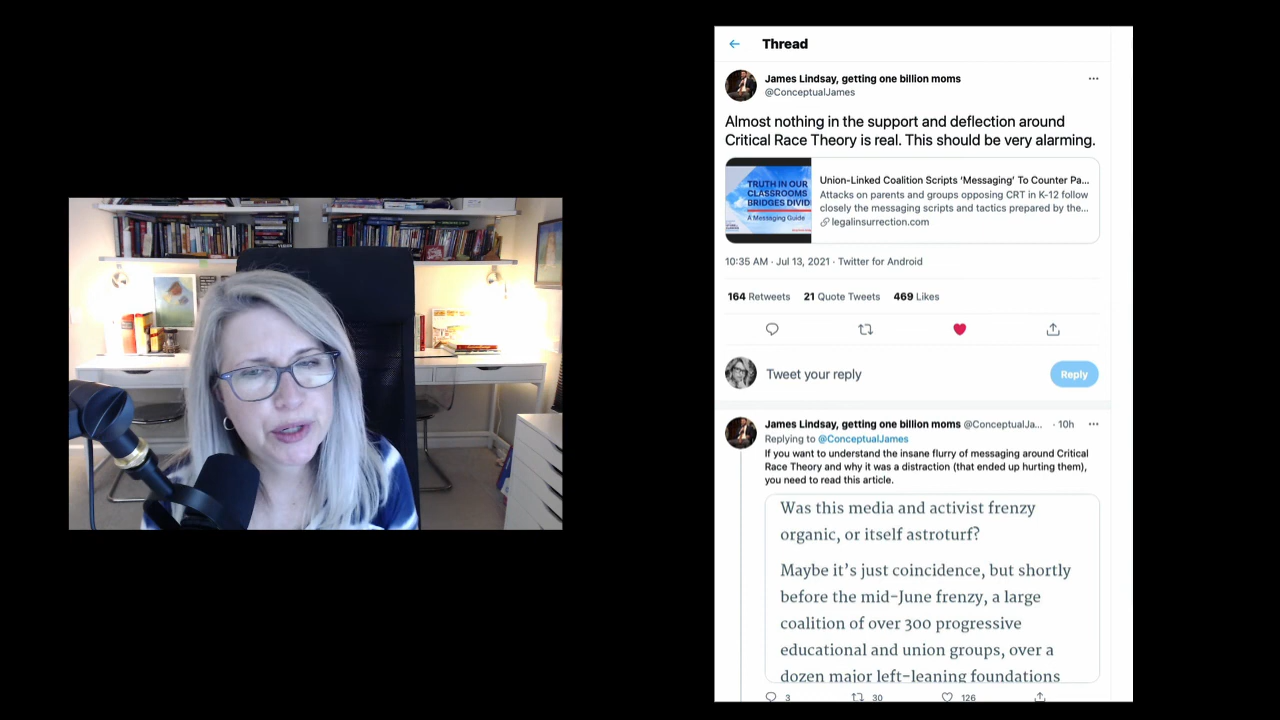 Thread
James Lindsay, getting one billion moms
@ConceptualJames
Almost nothing in the support and deflection around
Critical Race Theory is real. This should be very alarming.
TRUTH IN OUR
CLASSROOMS
BRIDGES DIVID
A Messaging Guide
Union-Linked Coalition Scripts ‘Messaging’ To Counter Pa...
Attacks on parents and groups opposing CRT in K-12 follow
closely the messaging scripts and tactics prepared by the...
legalinsurrection.com
10:35 AM · Jul 13, 2021 · Twitter for Android
164 Retweets 21 Quote Tweets 469 Likes
Tweet your reply
Reply
James Lindsay, getting one billion moms @ConceptualJa... · 10h
Replying to @ConceptualJames
If you want to understand the insane flurry of messaging around Critical
Race Theory and why it was a distraction (that ended up hurting them),
you need to read this article.
Was this media and activist frenzy
organic, or itself astroturf?
Maybe it’s just coincidence, but shortly
before the mid-June frenzy, a large
coalition of over 300 progressive
educational and union groups, over a
dozen major left-leaning foundations
3 30 126